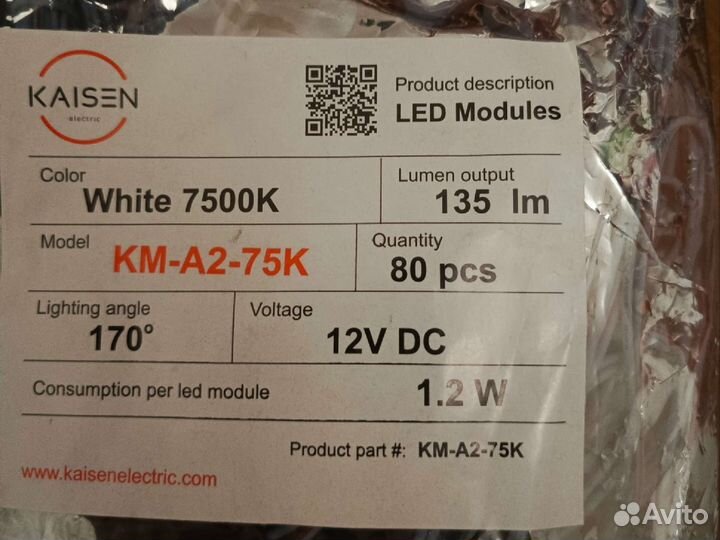 KAISEN
electric
Product description
LED Modules
Color
White 7500K
Lumen output
135 lm
Model
KM-A2-75K
Quantity
80 pcs
Lighting angle
170°
Voltage
12V DC
Consumption per led module
1.2 W
Product part #: KM-A2-75K
www.kaisenelectric.com
Avito